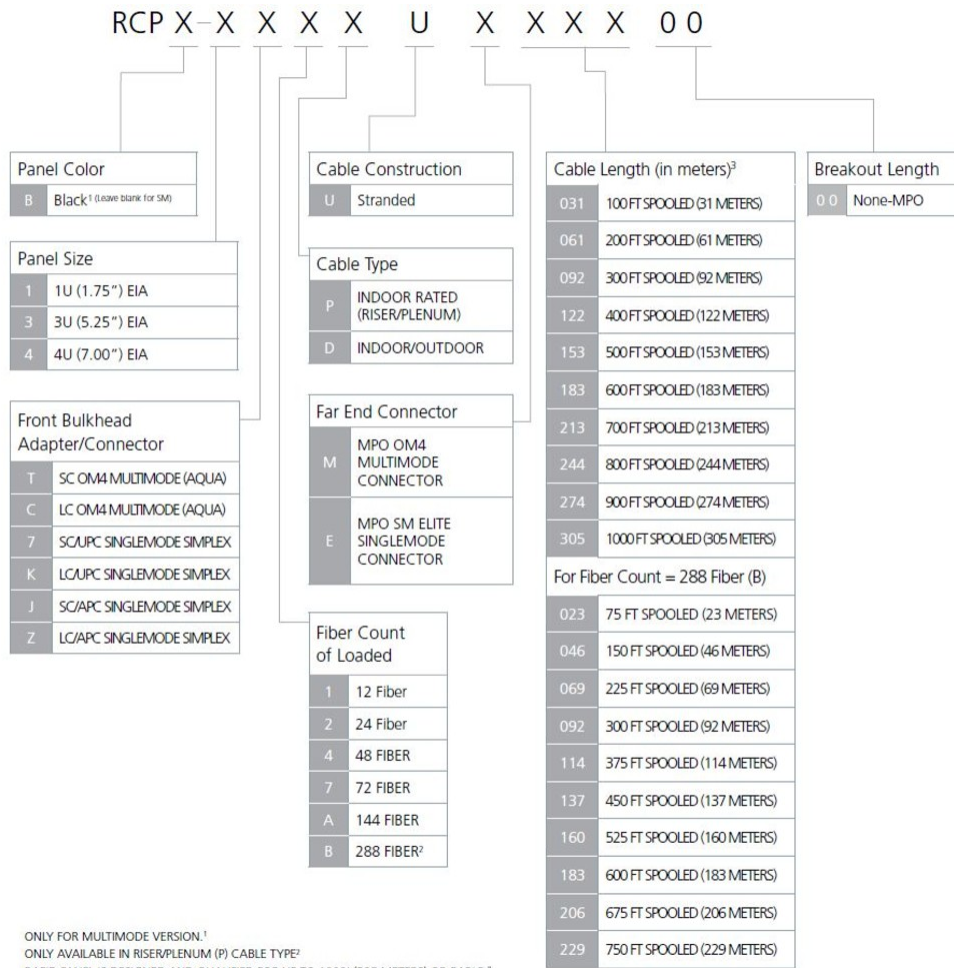 RCP X-X X X X U X X X X 0 0
Panel Color
B Black¹ (Leave blank for SM)
Panel Size
1 1U (1.75") EIA
3 3U (5.25") EIA
4 4U (7.00") EIA
Front Bulkhead
Adapter/Connector
T SC OM4 MULTIMODE (AQUA)
C LC OM4 MULTIMODE (AQUA)
7 SC/UPC SINGLEMODE SIMPLEX
K LC/UPC SINGLEMODE SIMPLEX
J SC/APC SINGLEMODE SIMPLEX
Z LC/APC SINGLEMODE SIMPLEX
Cable Construction
U Stranded
Cable Type
P INDOOR RATED
(RISER/PLENUM)
D INDOOR/OUTDOOR
Far End Connector
M MPO OM4
MULTIMODE
CONNECTOR
E MPO SM ELITE
SINGLEMODE
CONNECTOR
Fiber Count
of Loaded
1 12 Fiber
2 24 Fiber
4 48 FIBER
7 72 FIBER
A 144 FIBER
B 288 FIBER²
Cable Length (in meters)³
031 100 FT SPOOLED (31 METERS)
061 200 FT SPOOLED (61 METERS)
092 300 FT SPOOLED (92 METERS)
122 400 FT SPOOLED (122 METERS)
153 500 FT SPOOLED (153 METERS)
183 600 FT SPOOLED (183 METERS)
213 700 FT SPOOLED (213 METERS)
244 800 FT SPOOLED (244 METERS)
274 900 FT SPOOLED (274 METERS)
305 1000 FT SPOOLED (305 METERS)
For Fiber Count = 288 Fiber (B)
023 75 FT SPOOLED (23 METERS)
046 150 FT SPOOLED (46 METERS)
069 225 FT SPOOLED (69 METERS)
092 300 FT SPOOLED (92 METERS)
114 375 FT SPOOLED (114 METERS)
137 450 FT SPOOLED (137 METERS)
160 525 FT SPOOLED (160 METERS)
183 600 FT SPOOLED (183 METERS)
206 675 FT SPOOLED (206 METERS)
229 750 FT SPOOLED (229 METERS)
Breakout Length
0 0 None-MPO
ONLY FOR MULTIMODE VERSION.¹
ONLY AVAILABLE IN RISER/PLENUM (P) CABLE TYPE²